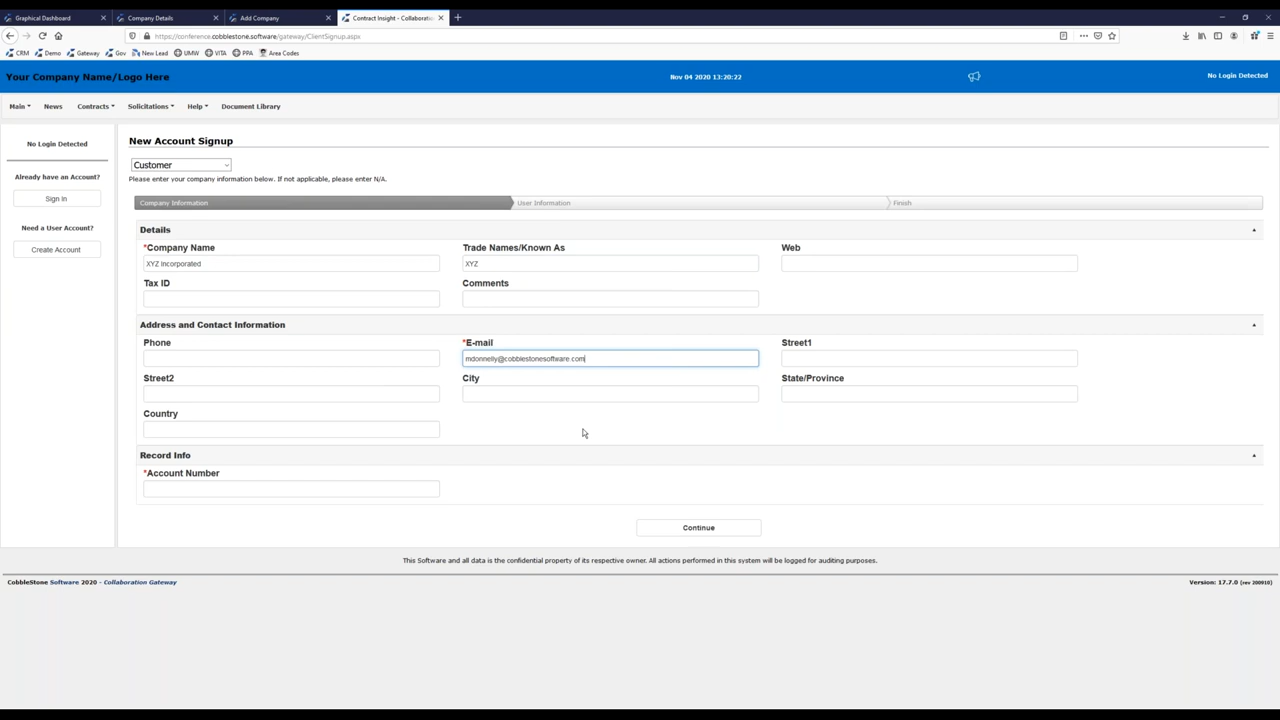 Graphical Dashboard
Company Details
Add Company
Contract Insight - Collaboratio
https://conference.cobblestone.software/gateway/ClientSignup.aspx
CRM Demo Gateway Gov New Lead UMW VITA PPA Area Codes
Your Company Name/Logo Here
Nov 04 2020 13:20:22
No Login Detected
Main News Contracts Solicitations Help Document Library
No Login Detected
Already have an Account?
Sign In
Need a User Account?
Create Account
New Account Signup
Customer
Please enter your company information below. If not applicable, please enter N/A.
Company Information User Information Finish
Details
*Company Name Trade Names/Known As Web
XYZ Incorporated XYZ
Tax ID Comments
Address and Contact Information
Phone *E-mail Street1
mdonnelly@cobblestonesoftware.com
Street2 City State/Province
Country
Record Info
*Account Number
Continue
This Software and all data is the confidential property of its respective owner. All actions performed in this system will be logged for auditing purposes.
CobbleStone Software 2020 - Collaboration Gateway
Version: 17.7.0 (rev 200910)